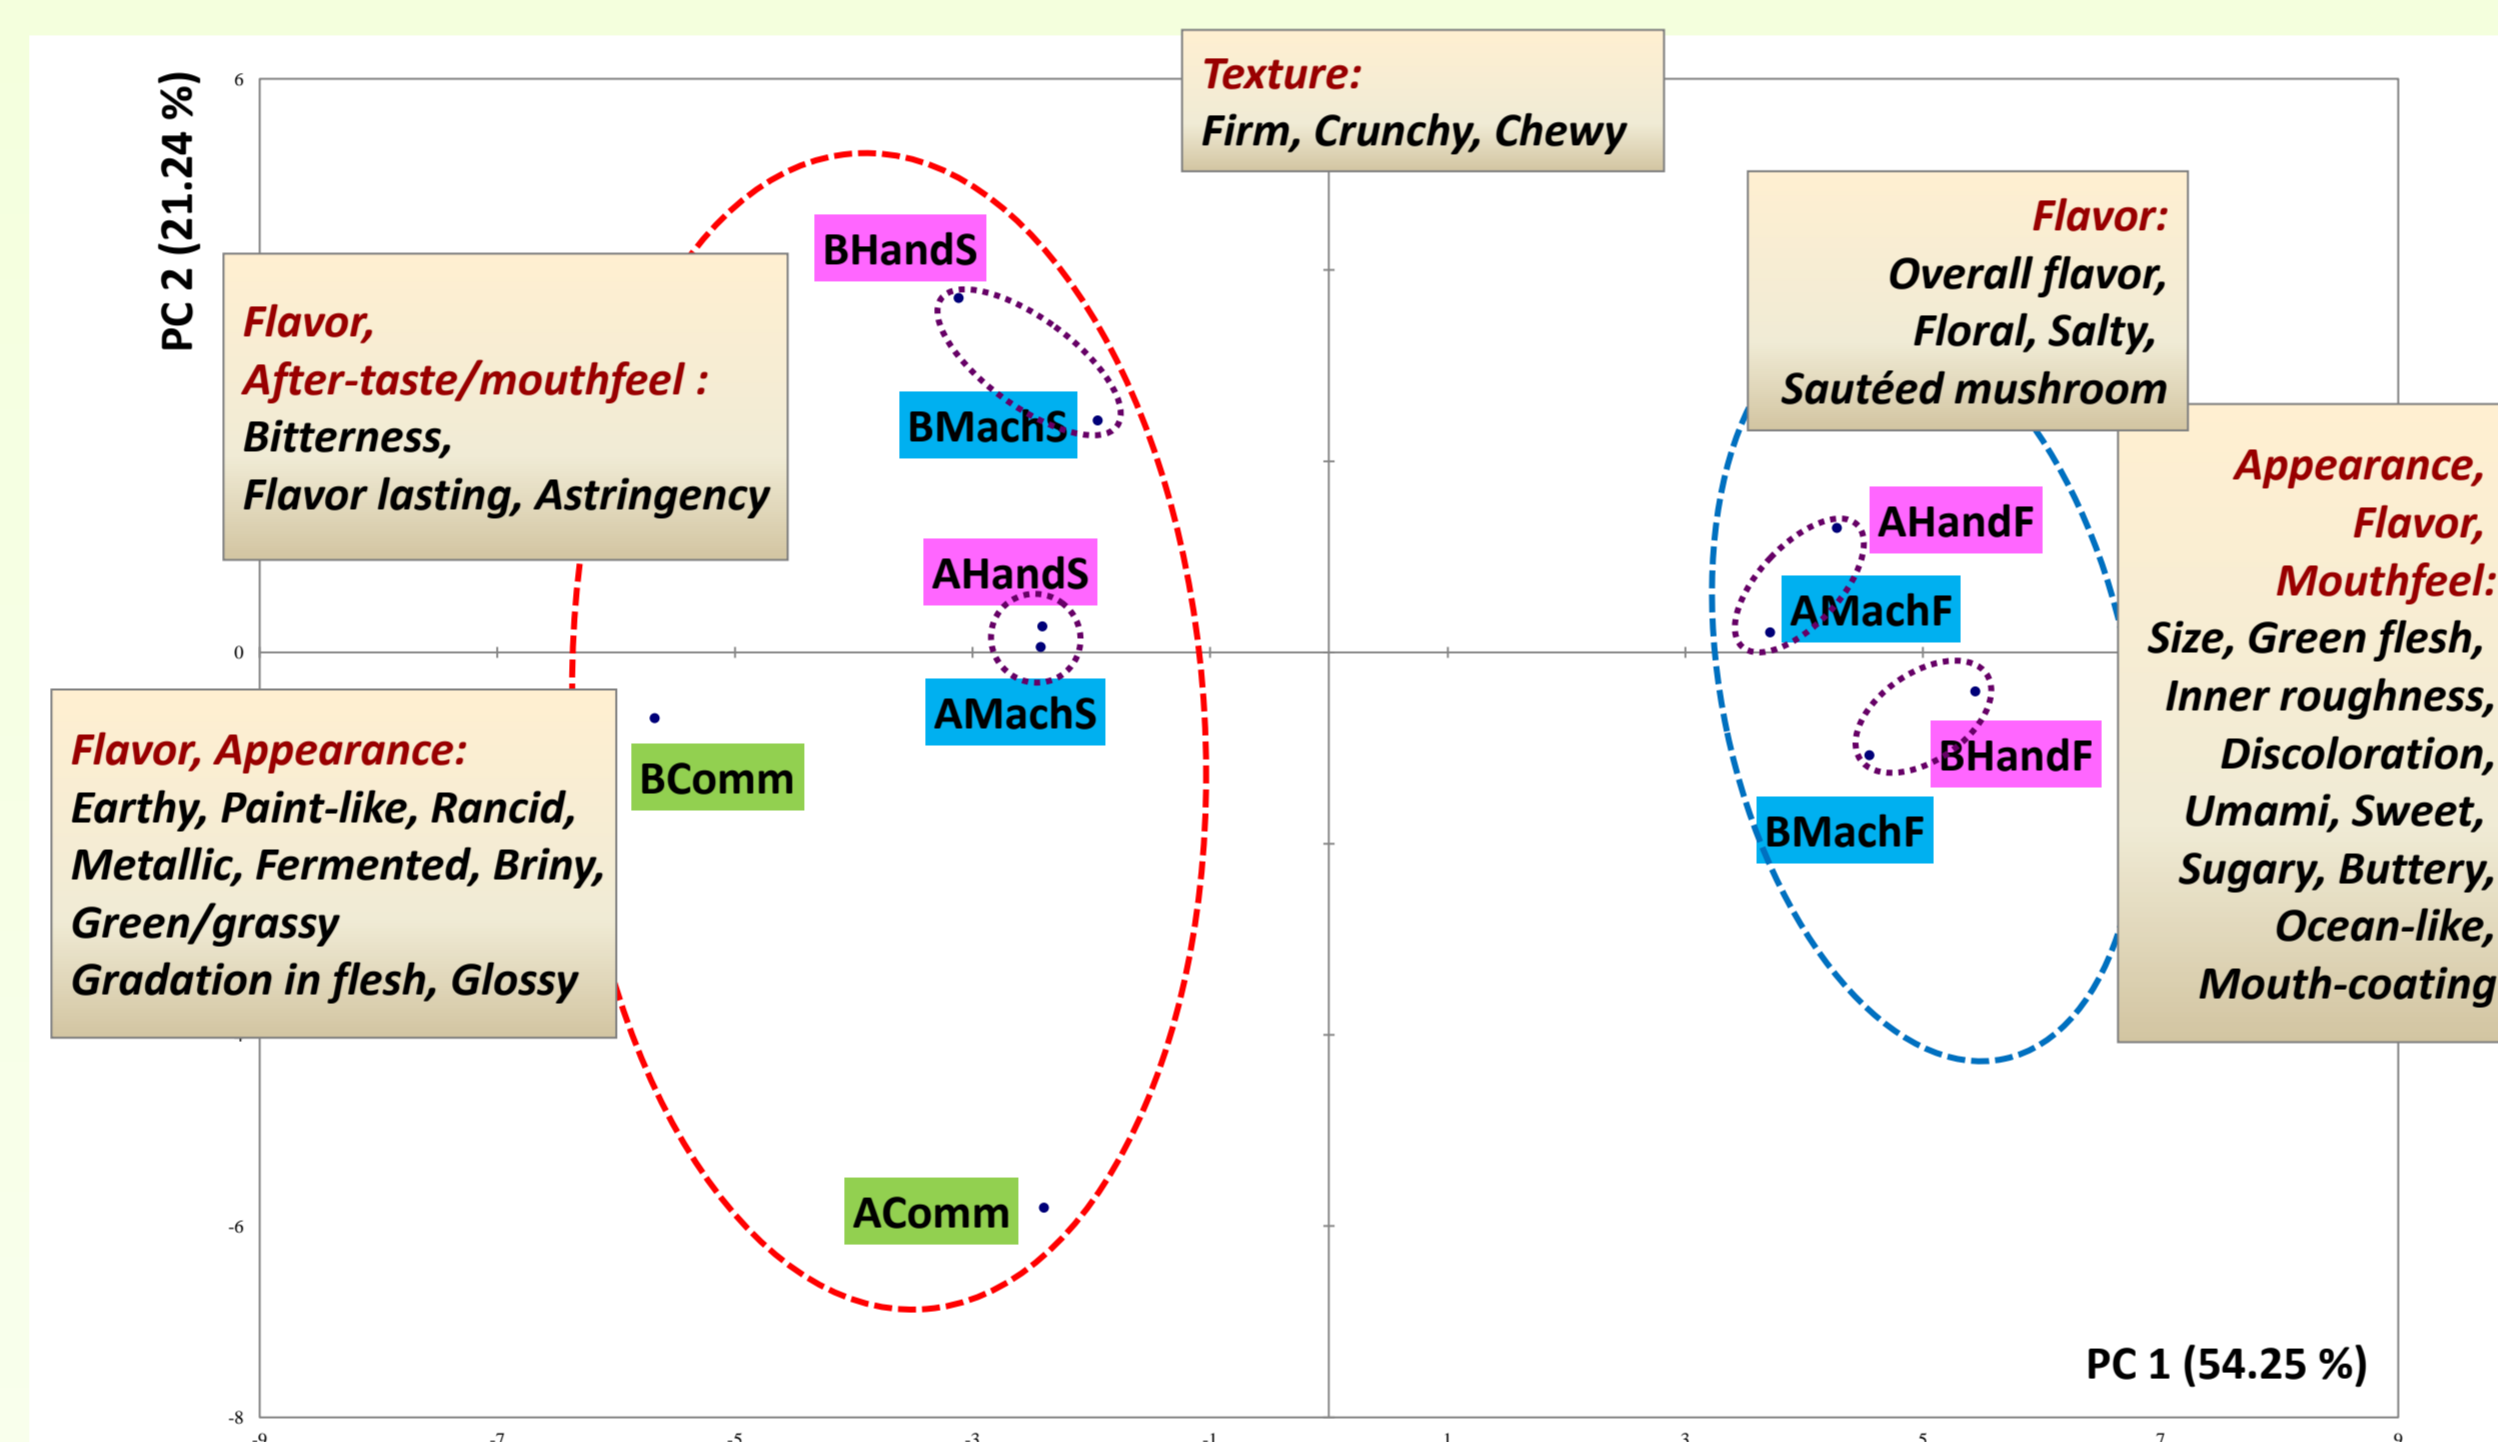 PC 2 (21.24 %)
6
Texture:
Firm, Crunchy, Chewy
Flavor:
Overall flavor,
Floral, Salty,
Sautéed mushroom
BHandS
Flavor,
After-taste/mouthfeel :
Bitterness,
Flavor lasting, Astringency
BMachS
AHandF
AMachF
AHandS
Appearance,
Flavor,
Mouthfeel:
Size, Green flesh,
Inner roughness,
Discoloration,
Umami, Sweet,
Sugary, Buttery,
Ocean-like,
Mouth-coating
0
AMachS
BHandF
BMachF
BComm
Flavor, Appearance:
Earthy, Paint-like, Rancid,
Metallic, Fermented, Briny,
Green/grassy
Gradation in flesh, Glossy
AComm
-6
PC 1 (54.25 %)
-8
-9 -7 -5 -3 -1 1 3 5 7 9